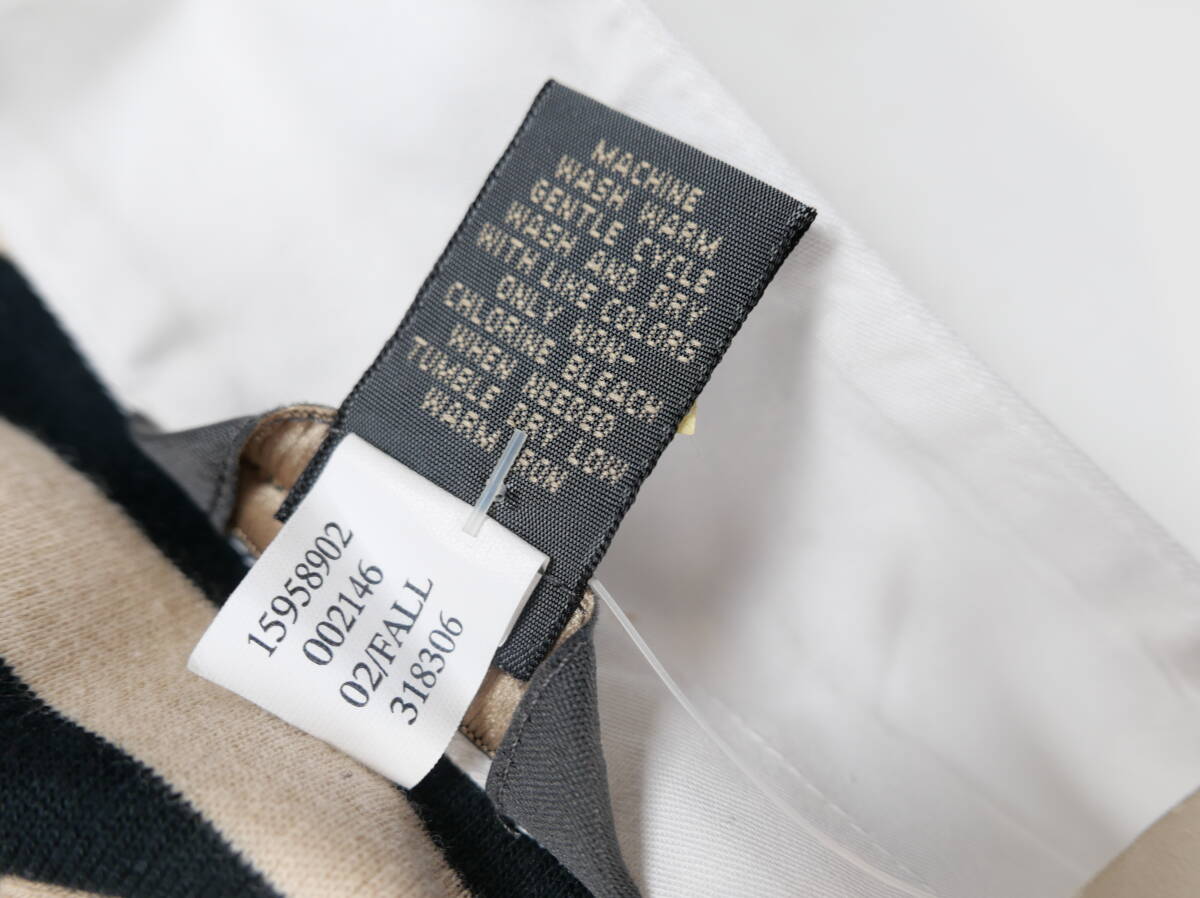 MACHINE
WASH WARM
GENTLE CYCLE
WASH AND DRY
WITH LIKE COLORS
ONLY NON-
CHLORINE BLEECH
WHEN NEEDED
TUMBLE DRY LOW
WARM IRON
15958902
002146
02/FALL
318306